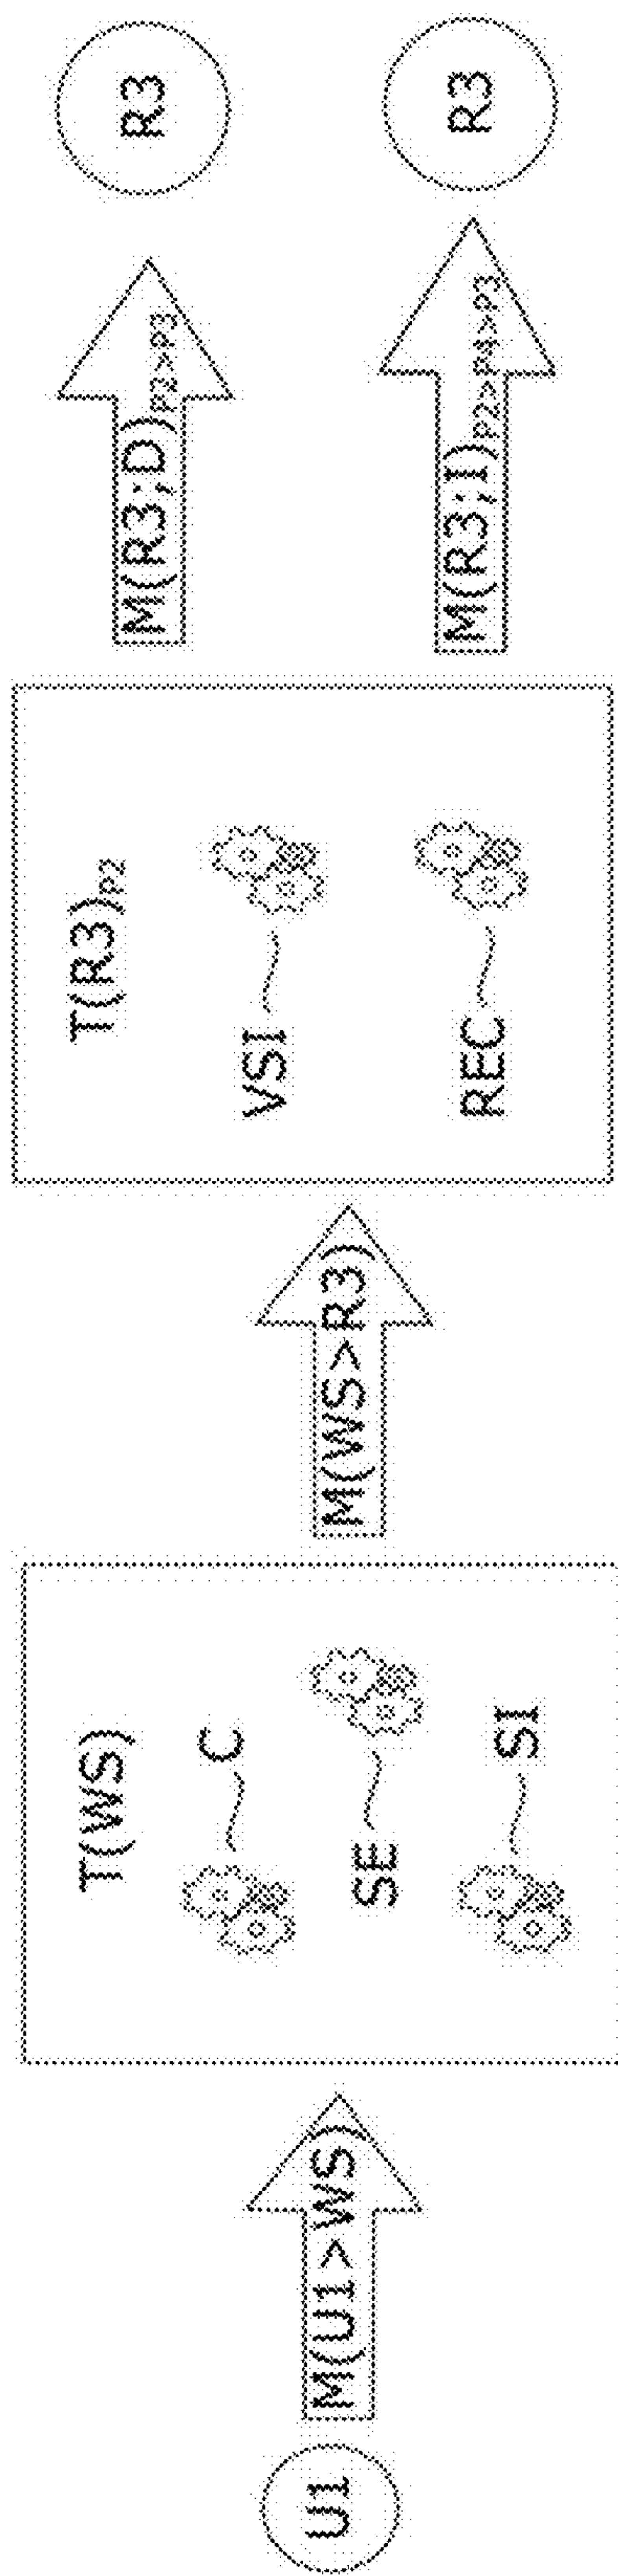 U1
M(U1>WS)
T(WS)
C
SE
SI
M(WS>R3)
T(R3)P2
VSI
REC
M(R3;D)P2>P3
R3
M(R3;I)P2>P4>P3
R3